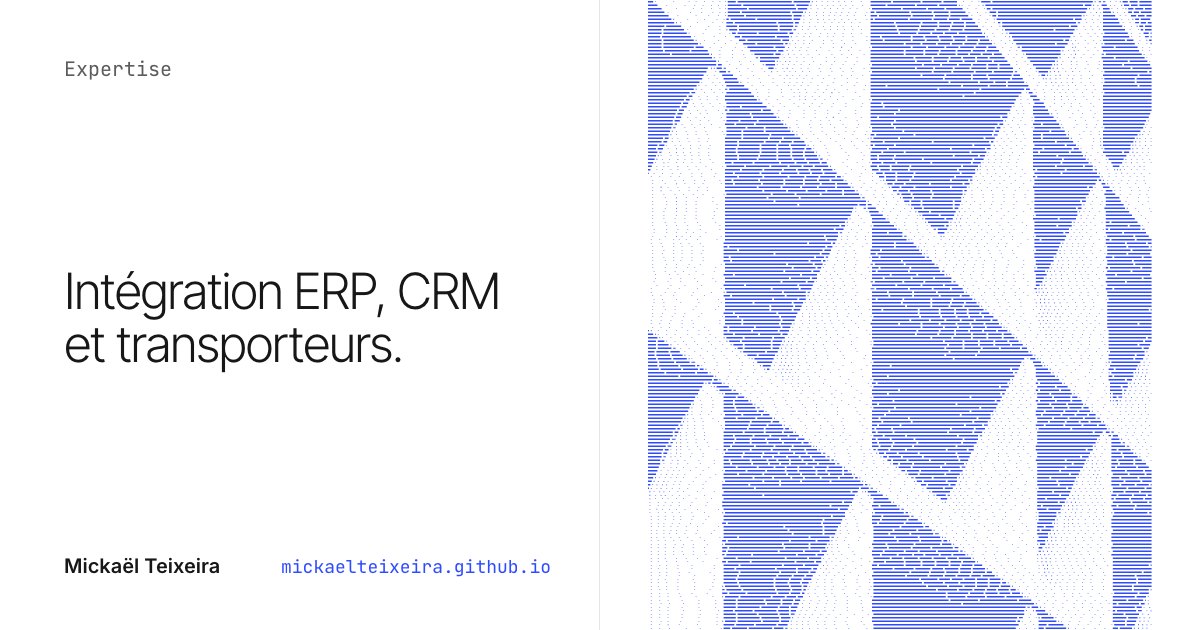 Expertise
Intégration ERP, CRM
et transporteurs.
Mickaël Teixeira
mickaelteixeira.github.io